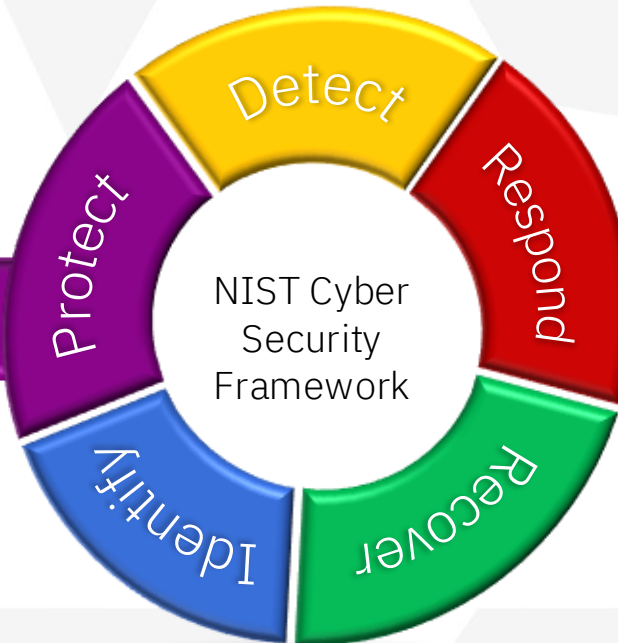 Detect
Respond
Protect
NIST Cyber
Security
Framework
Identify
Recover